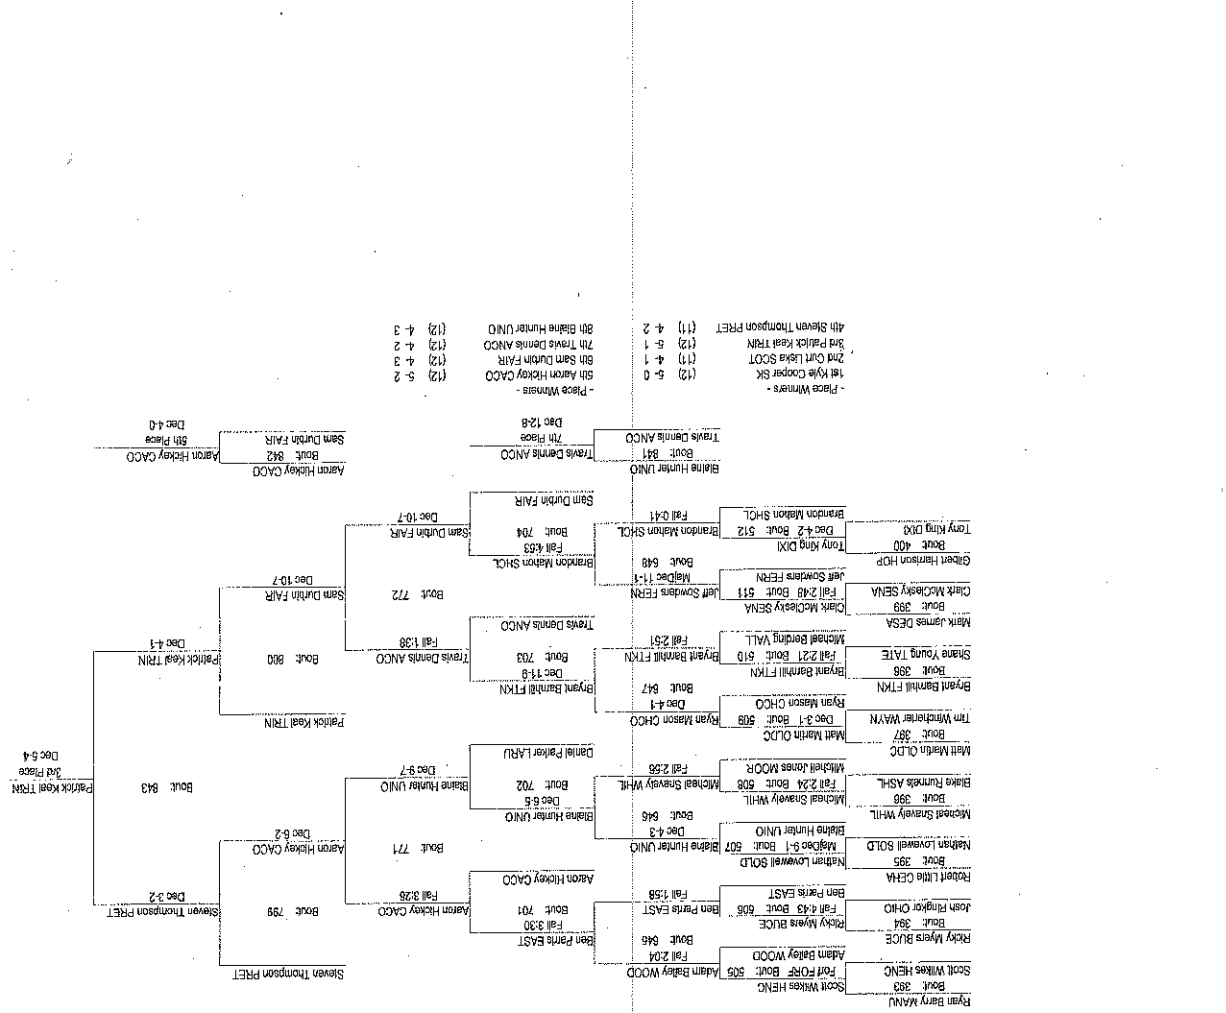 Ryan Barry MANU
Bout: 393
Scott Wilkes HENC
Ricky Myers BUCE
Bout: 394
Josh Ringkor OHIO
Robert Little CEHA
Bout: 395
Nathan Lowewell SOLD
Micheal Snavely WHIL
Bout: 396
Blake Runnels ASHL
Matt Martin OLDC
Bout: 397
Tim Wincherter WAYN
Bryant Barnhill FTKN
Bout: 398
Shane Young TATE
Mark James DESA
Bout: 399
Clark McClesky SENA
Gilbert Harrison HOP
Bout: 400
Tony King DIXI
Scott Wilkes HENC
Forf FORF Bout: 505
Adam Bailey WOOD
Ricky Myers BUCE
Fall 4:43 Bout: 506
Ben Parris EAST
Nathan Lowewell SOLD
MajDec 9-1 Bout: 507
Blaine Hunter UNIO
Micheal Snavely WHIL
Fall 2:24 Bout: 508
Mitchell Jones MOOR
Matt Martin OLDC
Dec 3-1 Bout: 509
Ryan Mason CHCO
Bryant Barnhill FTKN
Fall 2:21 Bout: 510
Michael Berding VALL
Clark McClesky SENA
Fall 2:48 Bout: 511
Jeff Sowders FERN
Tony King DIXI
Dec 4-2 Bout: 512
Brandon Mahon SHCL
Adam Bailey WOOD
Fall 2:04
Bout: 645
Ben Parris EAST
Fall 1:58
Blaine Hunter UNIO
Dec 4-3
Bout: 646
Micheal Snavely WHIL
Fall 2:56
Ryan Mason CHCO
Dec 4-1
Bout: 647
Bryant Barnhill FTKN
Fall 2:51
Jeff Sowders FERN
MajDec 11-1
Bout: 648
Brandon Mahon SHCL
Fall 0:41
Ben Parris EAST
Fall 3:30
Bout: 701
Aaron Hickey CACO
Blaine Hunter UNIO
Dec 6-5
Bout: 702
Daniel Parker LARU
Bryant Barnhill FTKN
Dec 11-9
Bout: 703
Travis Dennis ANCO
Brandon Mahon SHCL
Fall 4:53
Bout: 704
Sam Durbin FAIR
Aaron Hickey CACO
Fall 3:26
Bout: 771
Blaine Hunter UNIO
Dec 9-7
Travis Dennis ANCO
Fall 1:38
Bout: 772
Sam Durbin FAIR
Dec 10-7
Steven Thompson PRET
Bout: 799
Aaron Hickey CACO
Dec 6-2
Patrick Keal TRIN
Bout: 800
Sam Durbin FAIR
Dec 10-7
Steven Thompson PRET
Dec 3-2
Bout: 843
Patrick Keal TRIN
Dec 4-1
Patrick Keal TRIN
3rd Place
Dec 5-4
Blaine Hunter UNIO
Bout: 841
Travis Dennis ANCO
Travis Dennis ANCO
7th Place
Dec 12-8
Aaron Hickey CACO
Bout: 842
Sam Durbin FAIR
Aaron Hickey CACO
5th Place
Dec 4-0
- Place Winners -
1st Kyle Cooper SK (12) 5- 0
2nd Curt Liska SCOT (11) 4- 1
3rd Patrick Keal TRIN (12) 5- 1
4th Steven Thompson PRET (11) 4- 2
- Place Winners -
5th Aaron Hickey CACO (12) 5- 2
6th Sam Durbin FAIR (12) 4- 3
7th Travis Dennis ANCO (12) 4- 2
8th Blaine Hunter UNIO (12) 4- 3